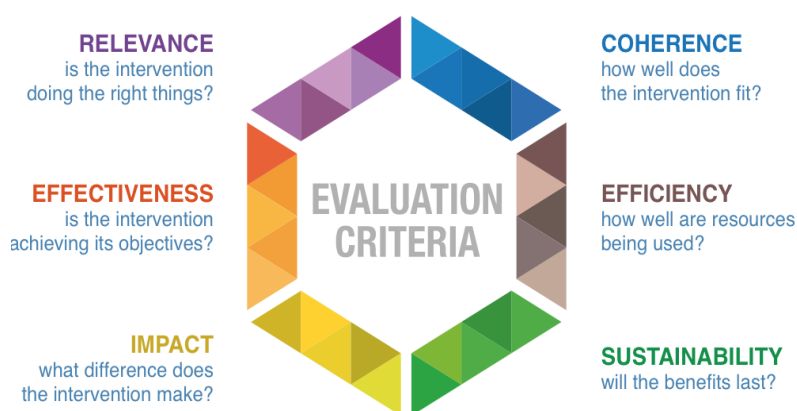 RELEVANCE
is the intervention
doing the right things?
COHERENCE
how well does
the intervention fit?
EFFECTIVENESS
is the intervention
achieving its objectives?
EVALUATION
CRITERIA
EFFICIENCY
how well are resources
being used?
IMPACT
what difference does
the intervention make?
SUSTAINABILITY
will the benefits last?